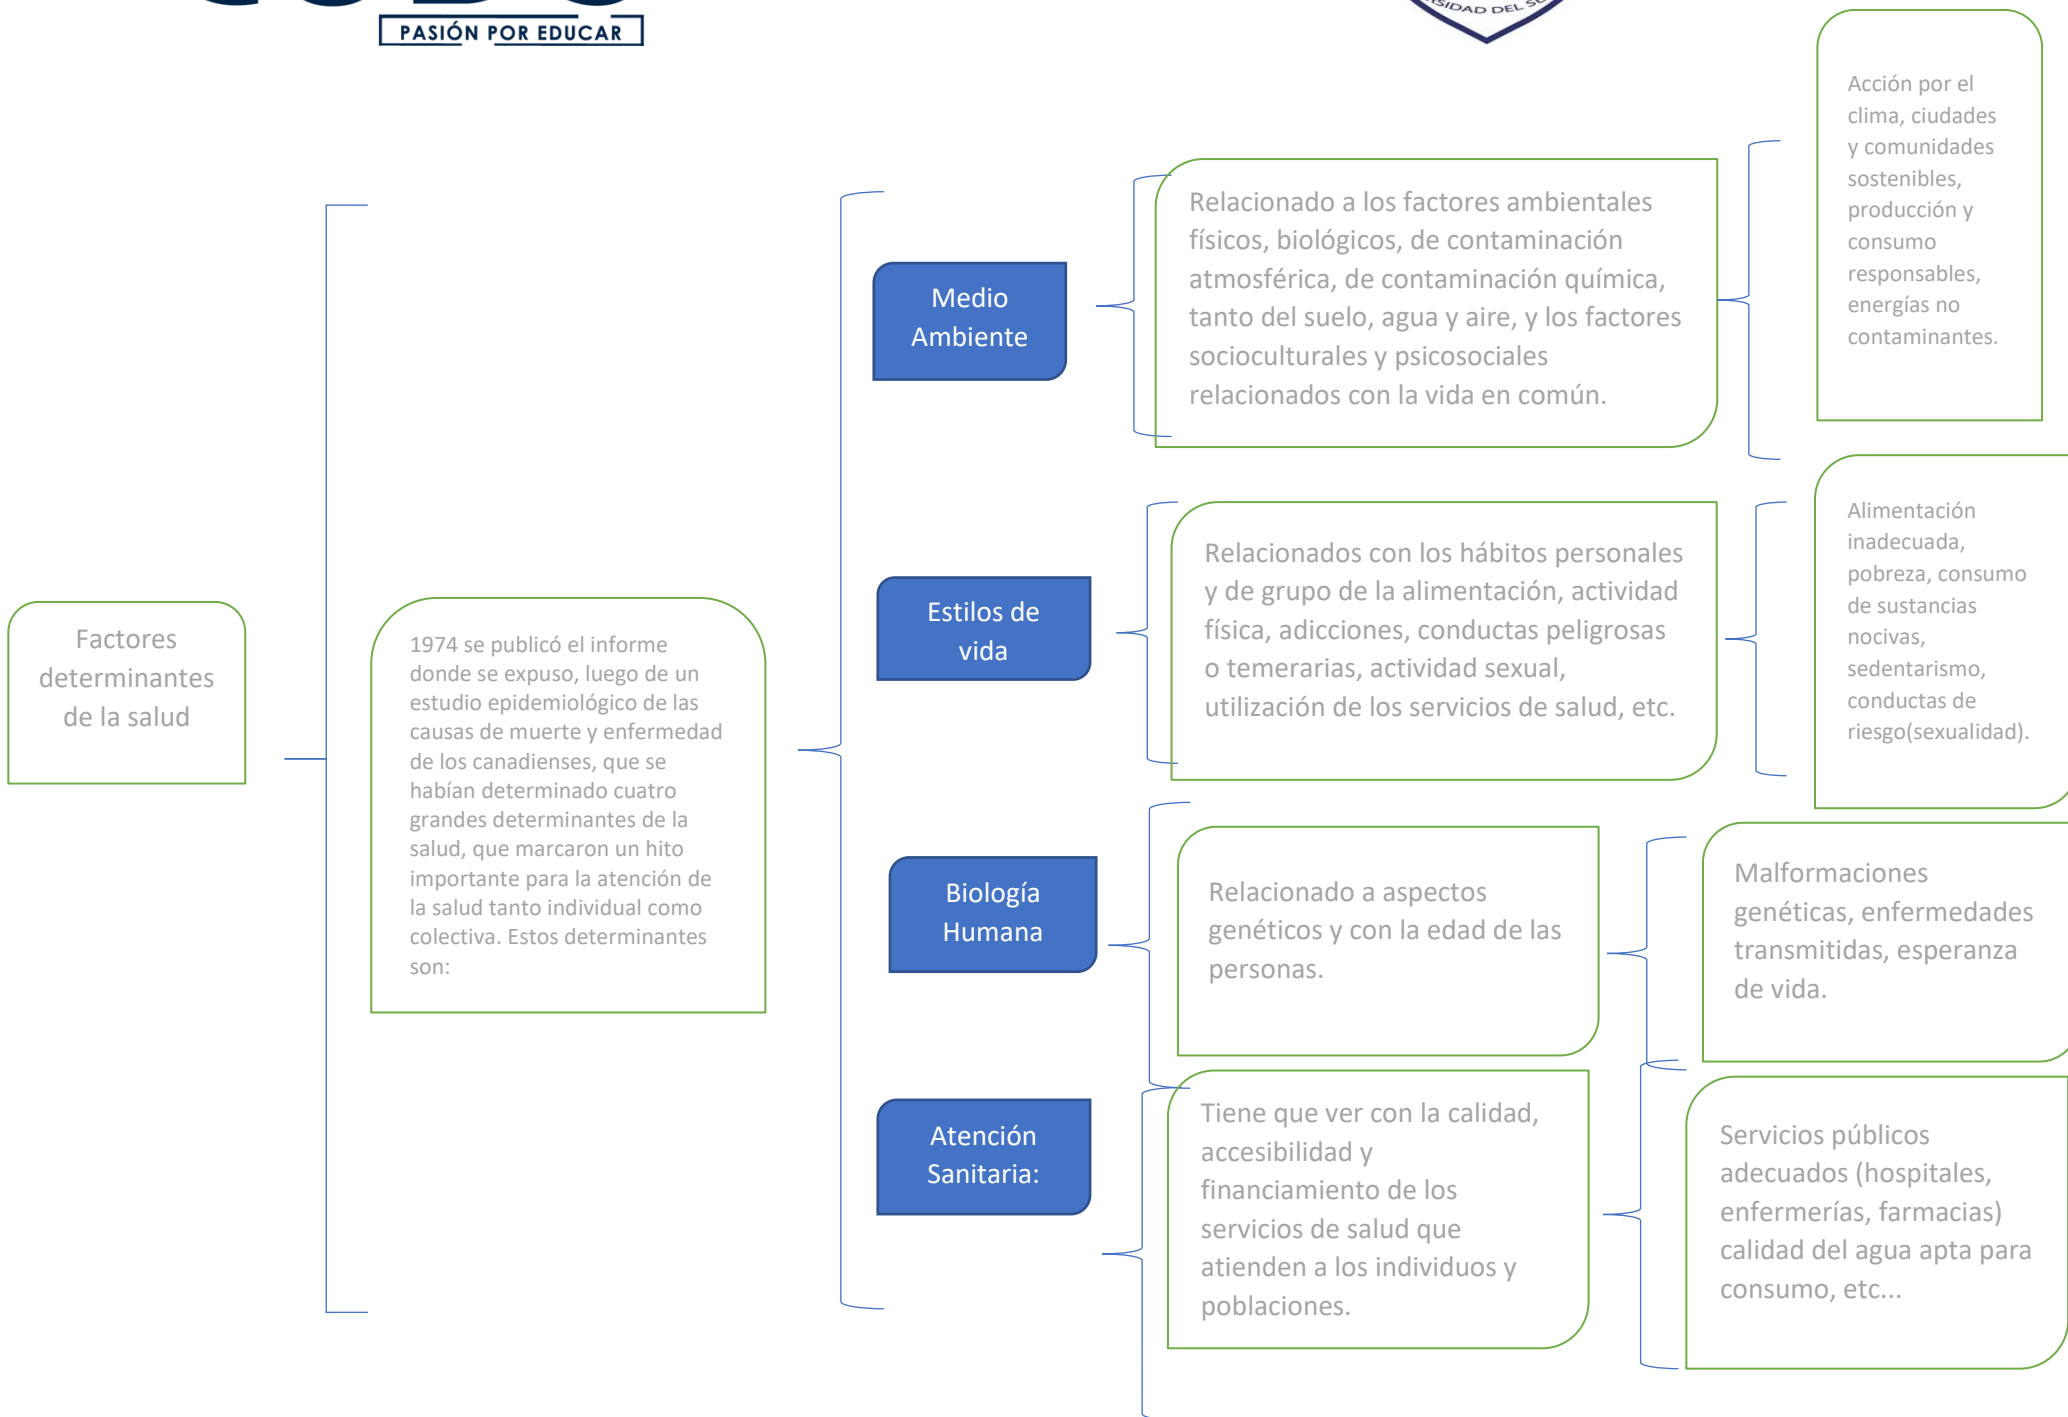 PASIÓN POR EDUCAR
Factores
determinantes
de la salud
1974 se publicó el informe
donde se expuso, luego de un
estudio epidemiológico de las
causas de muerte y enfermedad
de los canadienses, que se
habían determinado cuatro
grandes determinantes de la
salud, que marcaron un hito
importante para la atención de
la salud tanto individual como
colectiva. Estos determinantes
son:
Medio
Ambiente
Relacionado a los factores ambientales
físicos, biológicos, de contaminación
atmosférica, de contaminación química,
tanto del suelo, agua y aire, y los factores
socioculturales y psicosociales
relacionados con la vida en común.
Acción por el
clima, ciudades
y comunidades
sostenibles,
producción y
consumo
responsables,
energías no
contaminantes.
Estilos de
vida
Relacionados con los hábitos personales
y de grupo de la alimentación, actividad
física, adicciones, conductas peligrosas
o temerarias, actividad sexual,
utilización de los servicios de salud, etc.
Alimentación
inadecuada,
pobreza, consumo
de sustancias
nocivas,
sedentarismo,
conductas de
riesgo(sexualidad).
Biología
Humana
Relacionado a aspectos
genéticos y con la edad de las
personas.
Malformaciones
genéticas, enfermedades
transmitidas, esperanza
de vida.
Atención
Sanitaria:
Tiene que ver con la calidad,
accesibilidad y
financiamiento de los
servicios de salud que
atienden a los individuos y
poblaciones.
Servicios públicos
adecuados (hospitales,
enfermerías, farmacias)
calidad del agua apta para
consumo, etc...